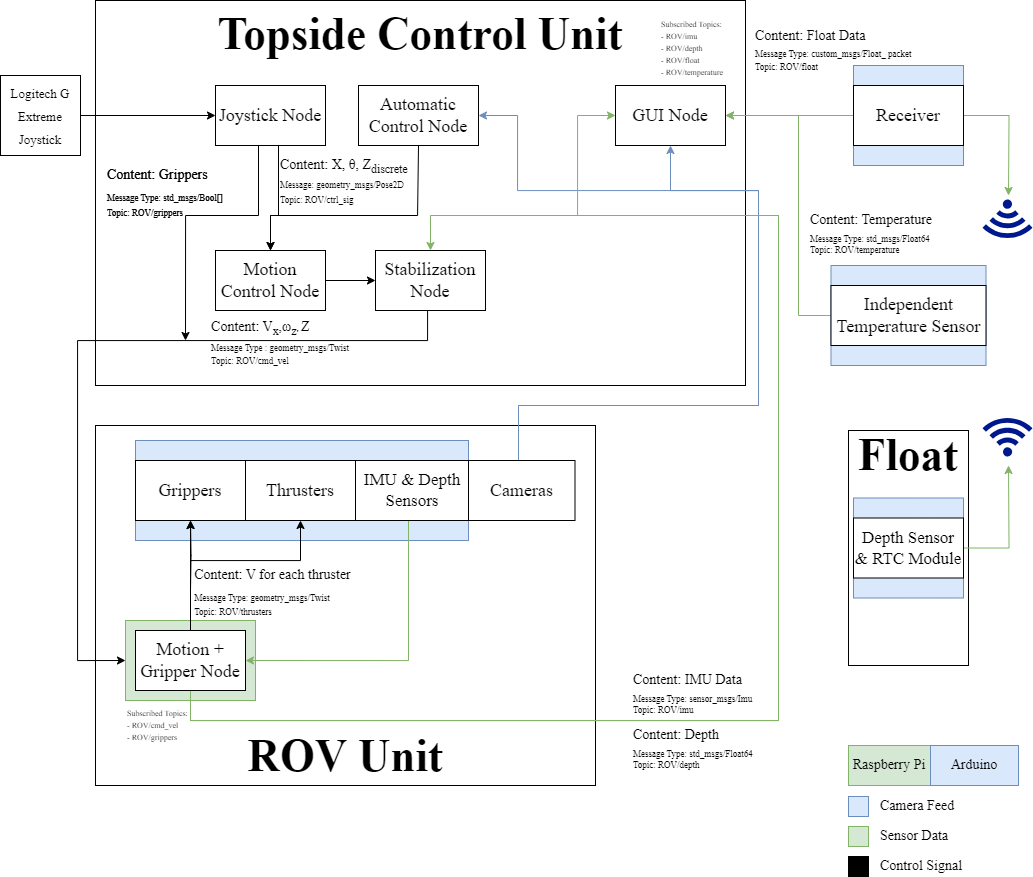 Topside Control Unit
Subscribed Topics:
- ROV/imu
- ROV/depth
- ROV/float
- ROV/temperature
Content: Float Data
Message Type: custom_msgs/Float_ packet
Topic: ROV/float
Logitech G
Extreme
Joystick
Joystick Node
Automatic
Control Node
GUI Node
Receiver
Content: Grippers
Message Type: std_msgs/Bool[]
Topic: ROV/grippers
Content: X, θ, Zdiscrete
Message: geometry_msgs/Pose2D
Topic: ROV/ctrl_sig
Content: Temperature
Message Type: std_msgs/Float64
Topic: ROV/temperature
Motion
Control Node
Stabilization
Node
Independent
Temperature Sensor
Content: Vx,ωz, Z
Message Type : geometry_msgs/Twist
Topic: ROV/cmd_vel
Grippers
Thrusters
IMU & Depth
Sensors
Cameras
Float
Depth Sensor
& RTC Module
Content: V for each thruster
Message Type: geometry_msgs/Twist
Topic: ROV/thrusters
Motion +
Gripper Node
Subscribed Topics:
- ROV/cmd_vel
- ROV/grippers
Content: IMU Data
Message Type: sensor_msgs/Imu
Topic: ROV/imu
Content: Depth
Message Type: std_msgs/Float64
Topic: ROV/depth
ROV Unit
Raspberry Pi
Arduino
Camera Feed
Sensor Data
Control Signal